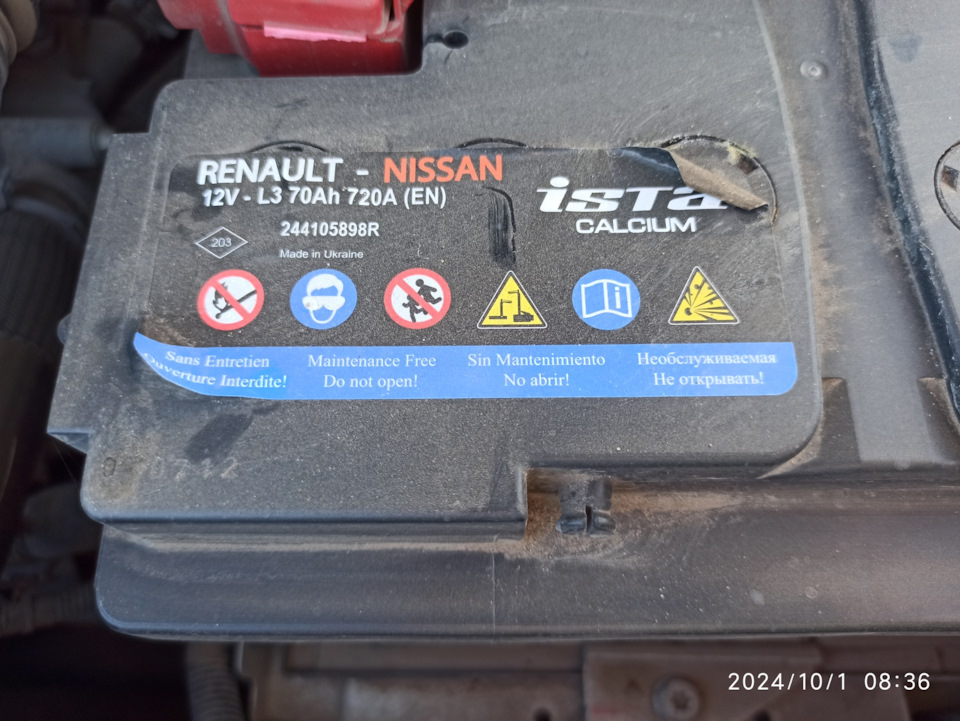 RENAULT - NISSAN
12V - L3 70Ah 720A (EN)
244105898R
203
Made in Ukraine
ista
CALCIUM
i
Sans Entretien
Ouverture Interdite!
Maintenance Free
Do not open!
Sin Mantenimiento
No abrir!
Необслуживаемая
Не открывать!
2024/10/1 08:36